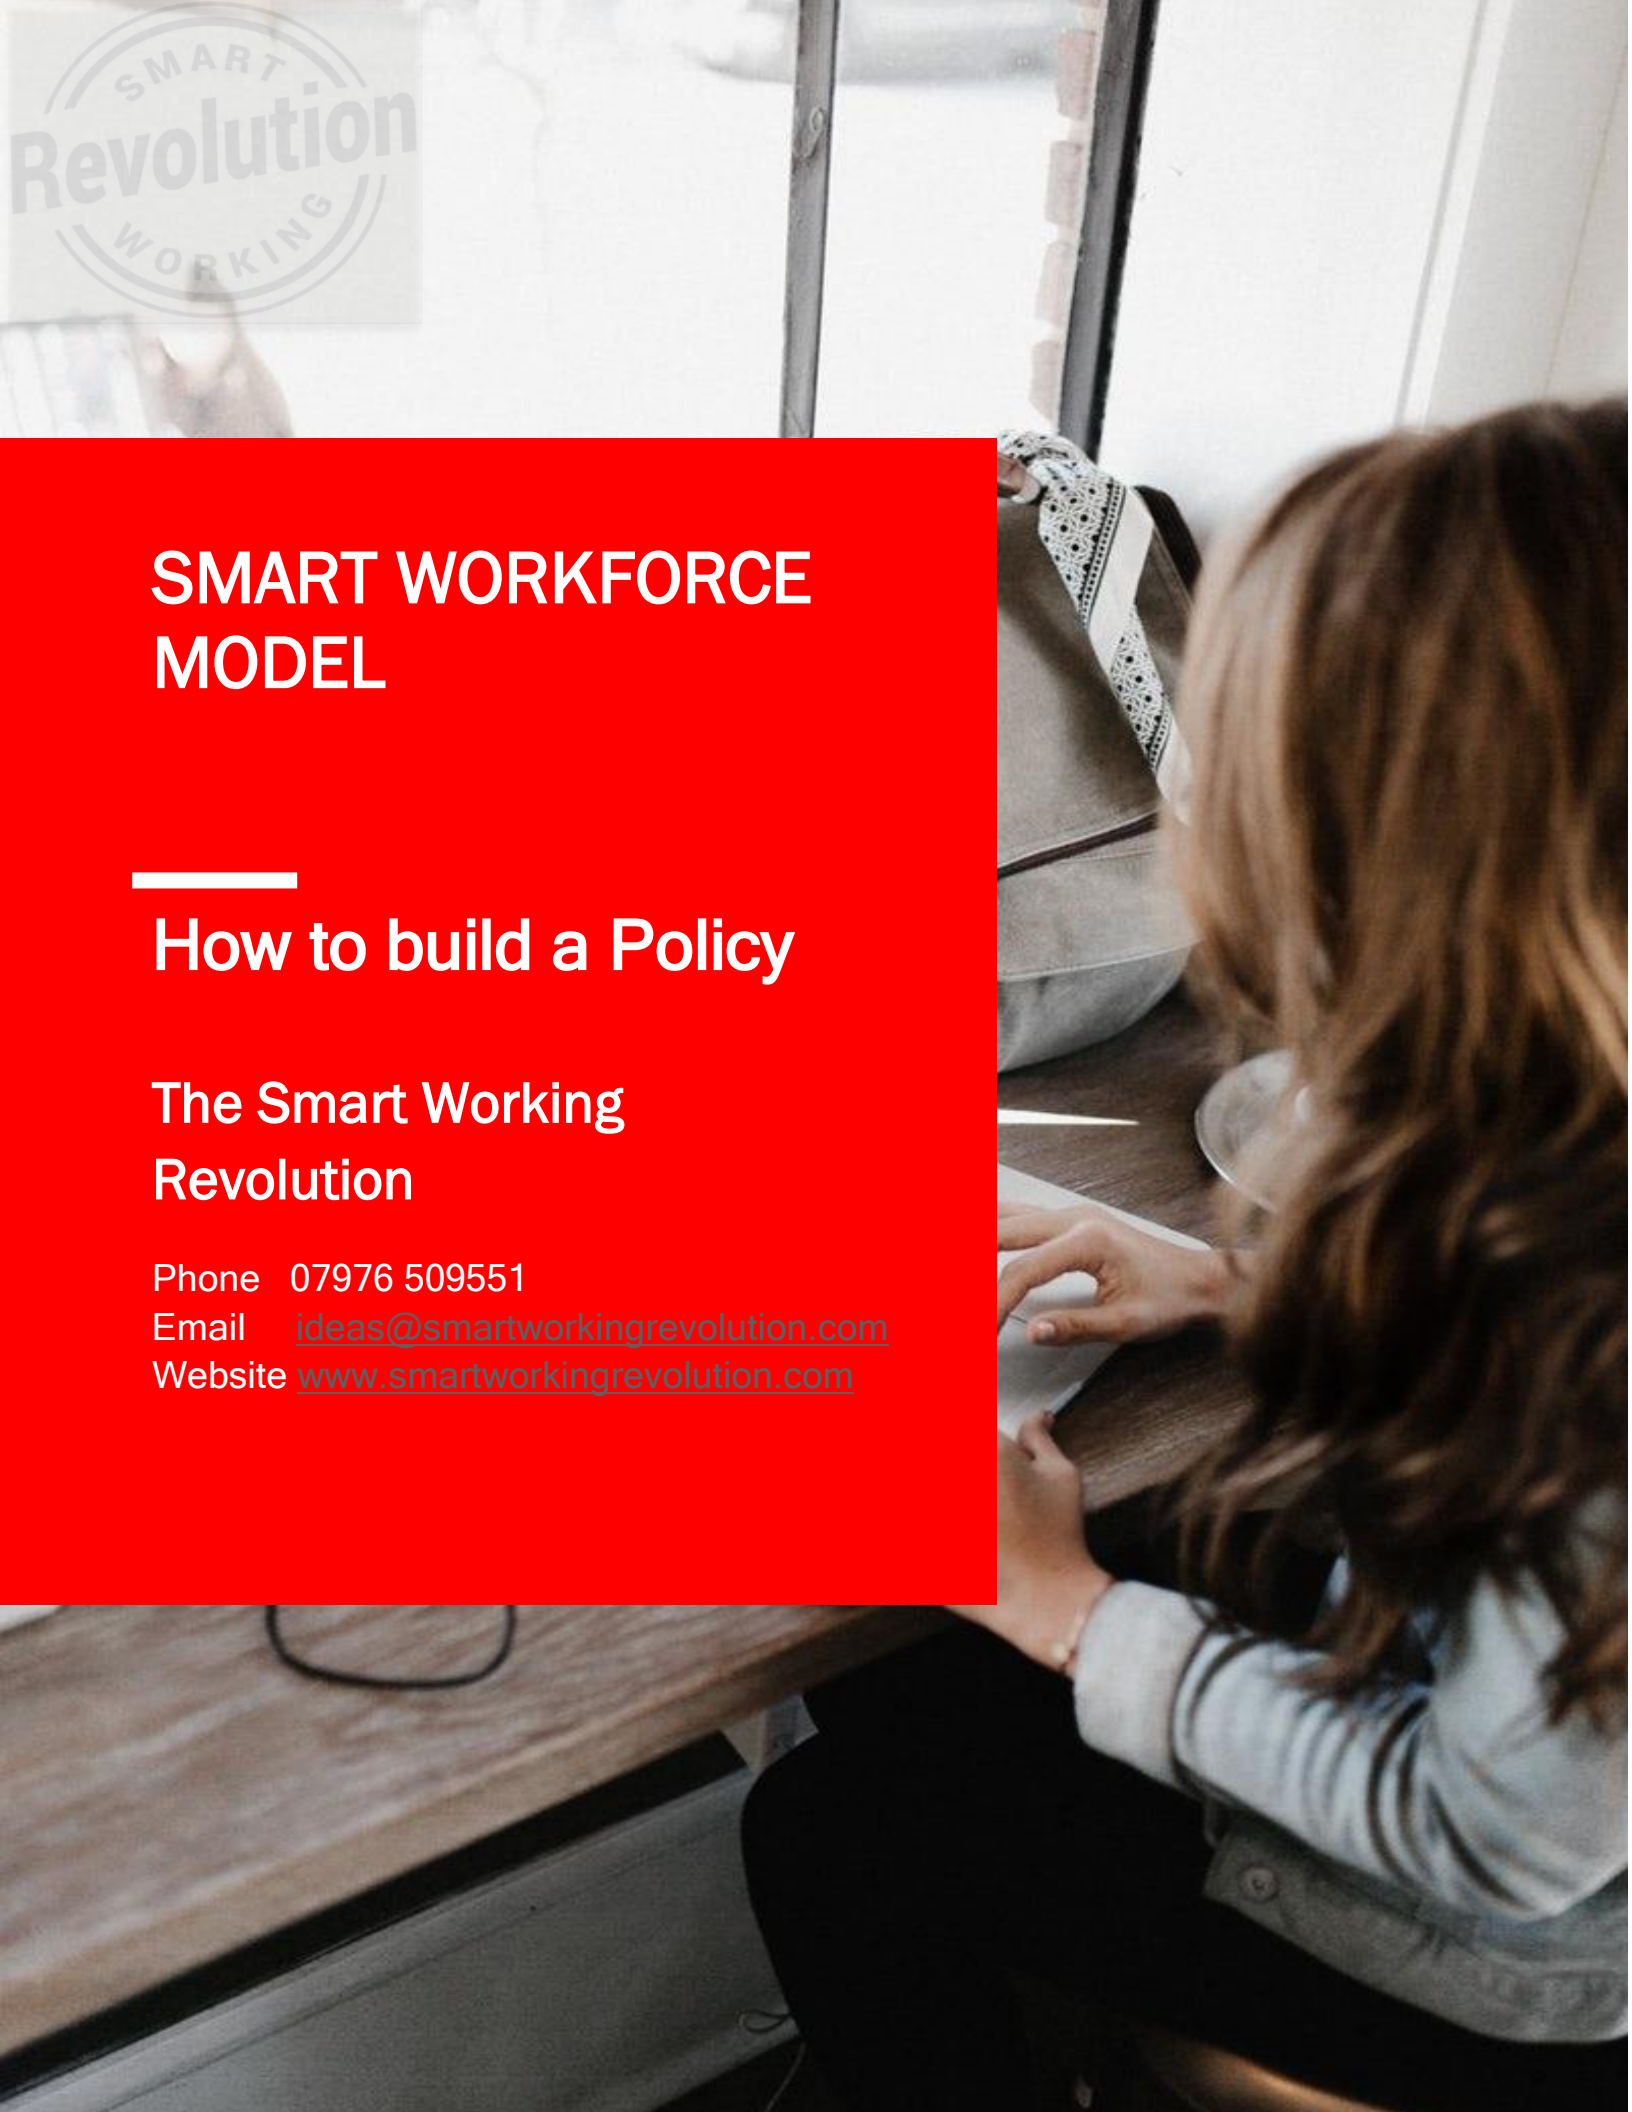 SMART
Revolution
WORKING
SMART WORKFORCE
MODEL
How to build a Policy
The Smart Working
Revolution
Phone 07976 509551
Email ideas@smartworkingrevolution.com
Website www.smartworkingrevolution.com